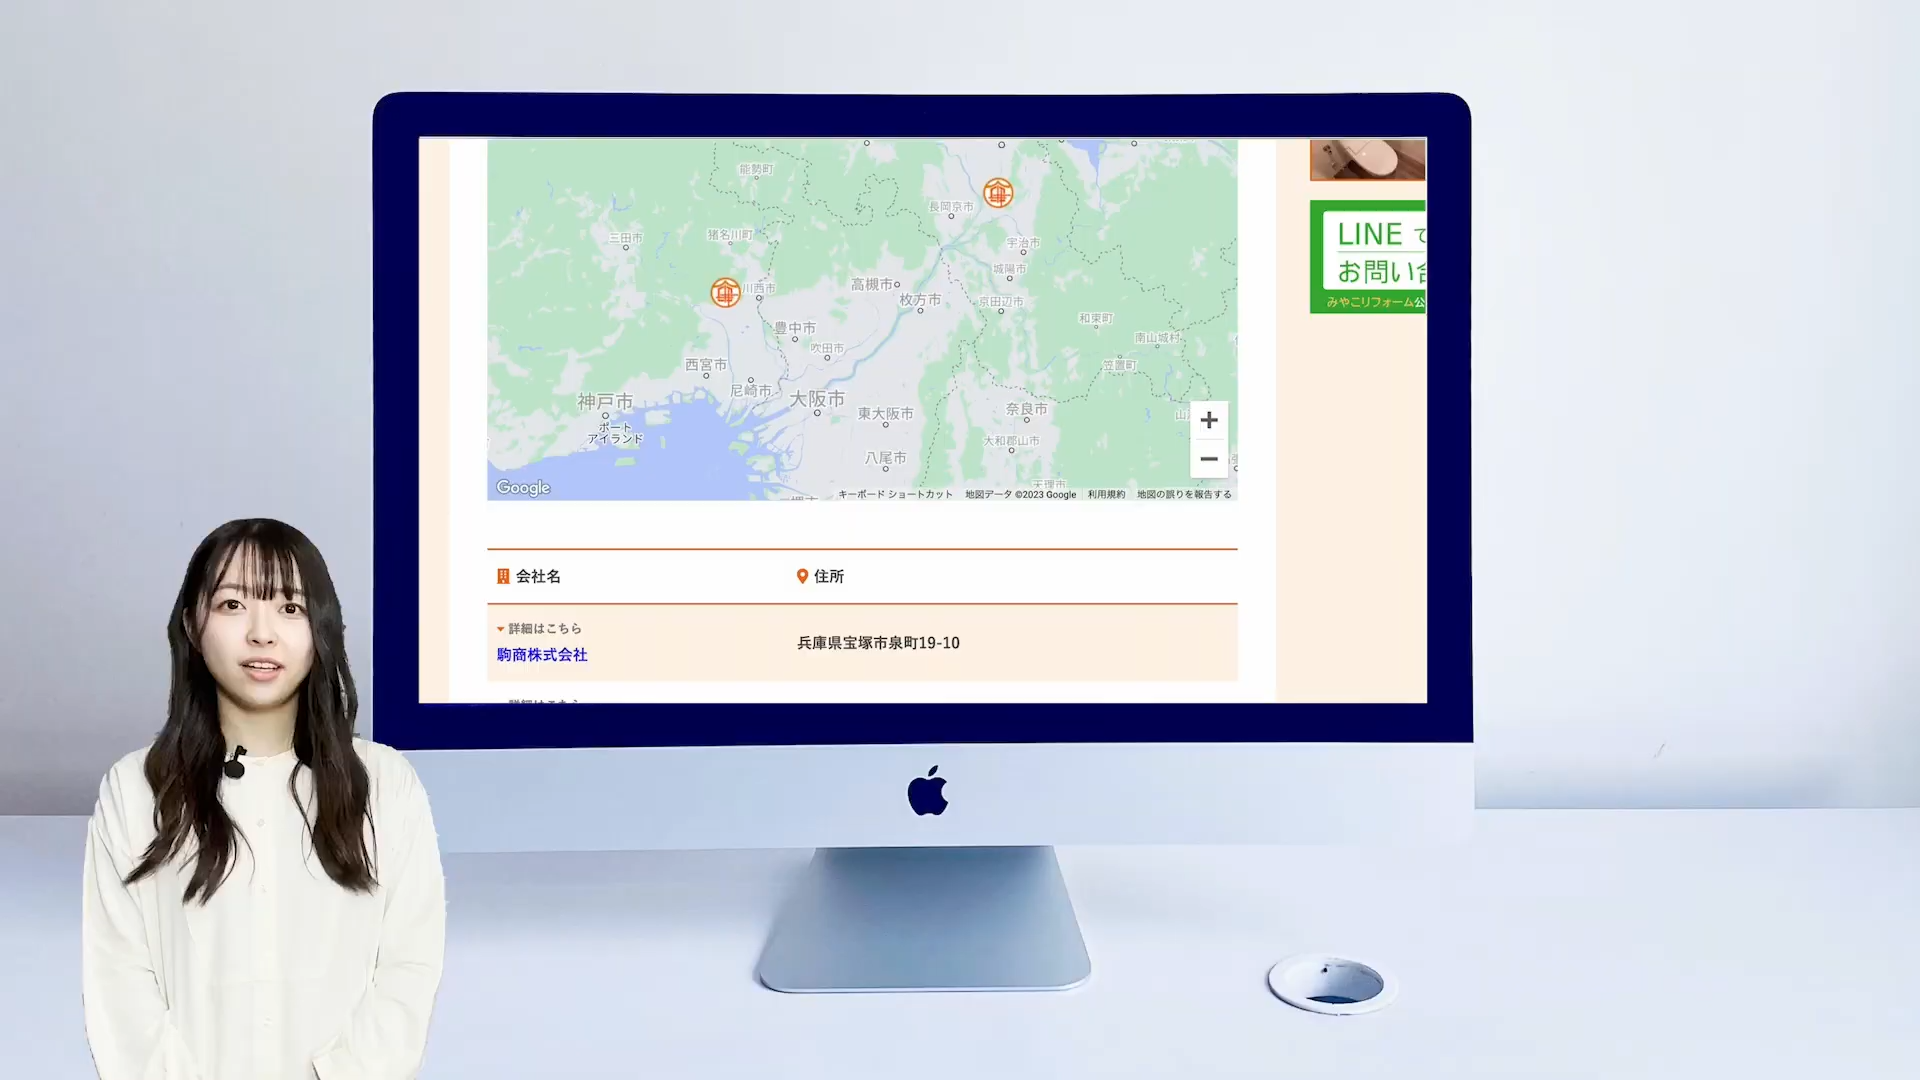 能勢町
長岡京市
三田市
猪名川町
宇治市
城陽市
川西市
高槻市
枚方市
京田辺市
和束町
豊中市
南山城村
吹田市
西宮市
笠置町
尼崎市
大阪市
神戸市
東大阪市
奈良市
ポート
アイランド
大和郡山市
八尾市
天理市
+
−
Google
キーボード ショートカット 地図データ ©2023 Google 利用規約 地図の誤りを報告する
LINE で
お問い合
みやこリフォーム公
会社名 住所
詳細はこちら
駒商株式会社
兵庫県宝塚市泉町19-10